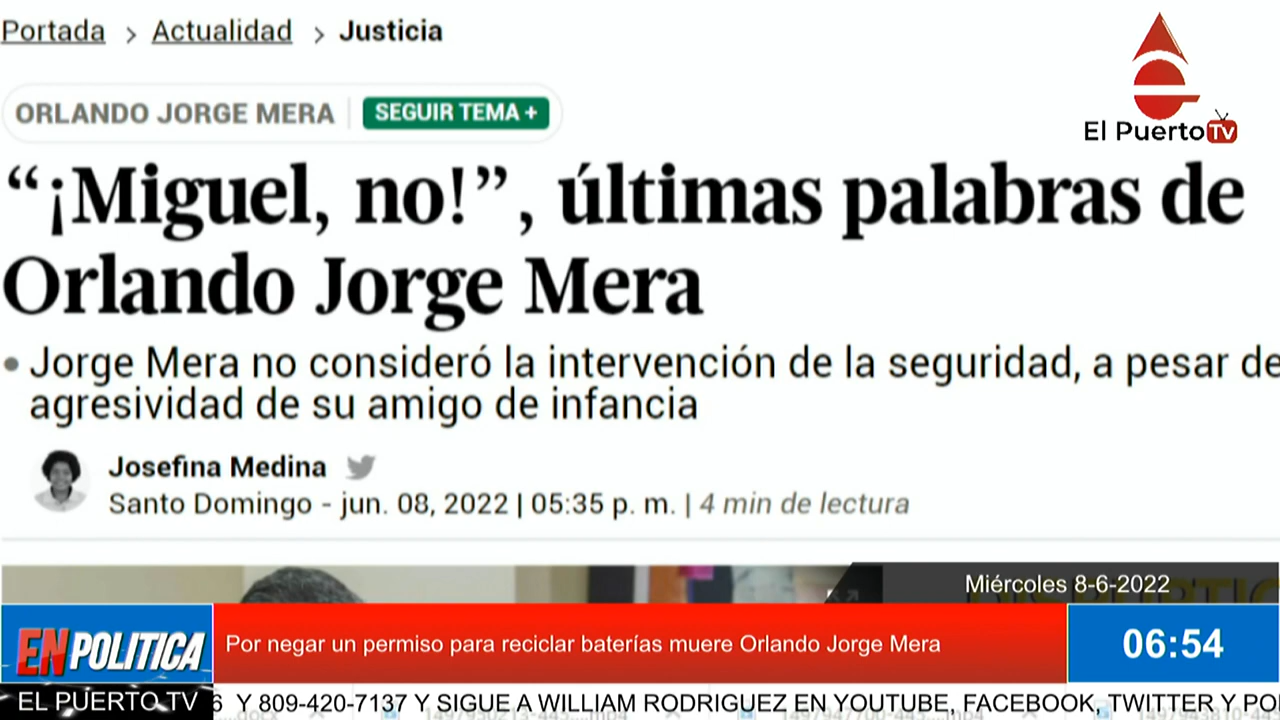 Portada > Actualidad > Justicia
ORLANDO JORGE MERA SEGUIR TEMA +
El PuertoTv
“¡Miguel, no!”, últimas palabras de
Orlando Jorge Mera
• Jorge Mera no consideró la intervención de la seguridad, a pesar de
agresividad de su amigo de infancia
Josefina Medina
Santo Domingo - jun. 08, 2022 | 05:35 p. m. | 4 min de lectura
Miércoles 8-6-2022
EN POLITICA
Por negar un permiso para reciclar baterías muere Orlando Jorge Mera
06:54
EL PUERTO TV
6 Y 809-420-7137 Y SIGUE A WILLIAM RODRIGUEZ EN YOUTUBE, FACEBOOK, TWITTER Y PO